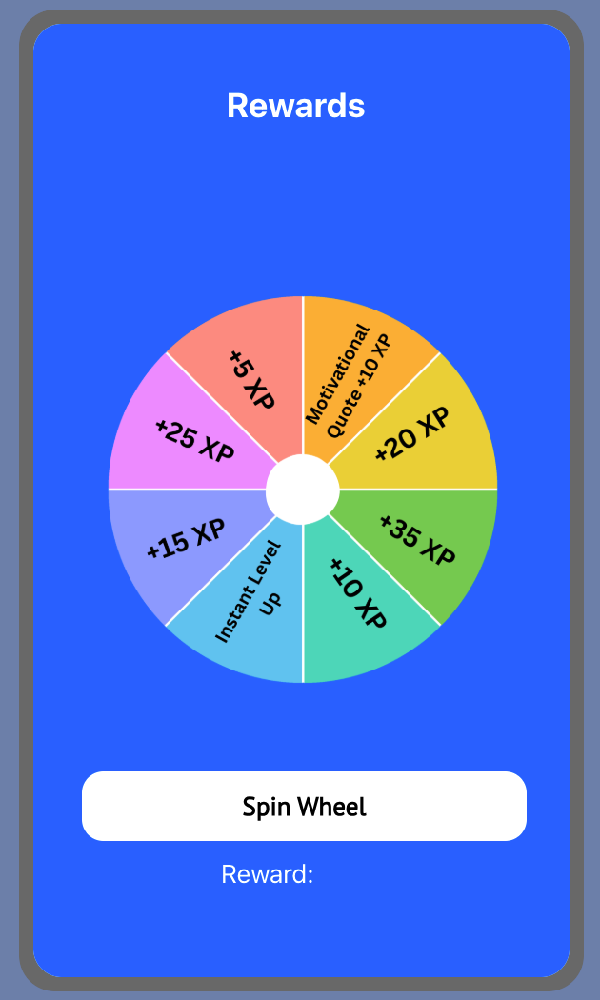 Rewards
Motivational
Quote +10 XP
+20 XP
+35 XP
+10 XP
Instant Level
Up
+15 XP
+25 XP
+5 XP
Spin Wheel
Reward: